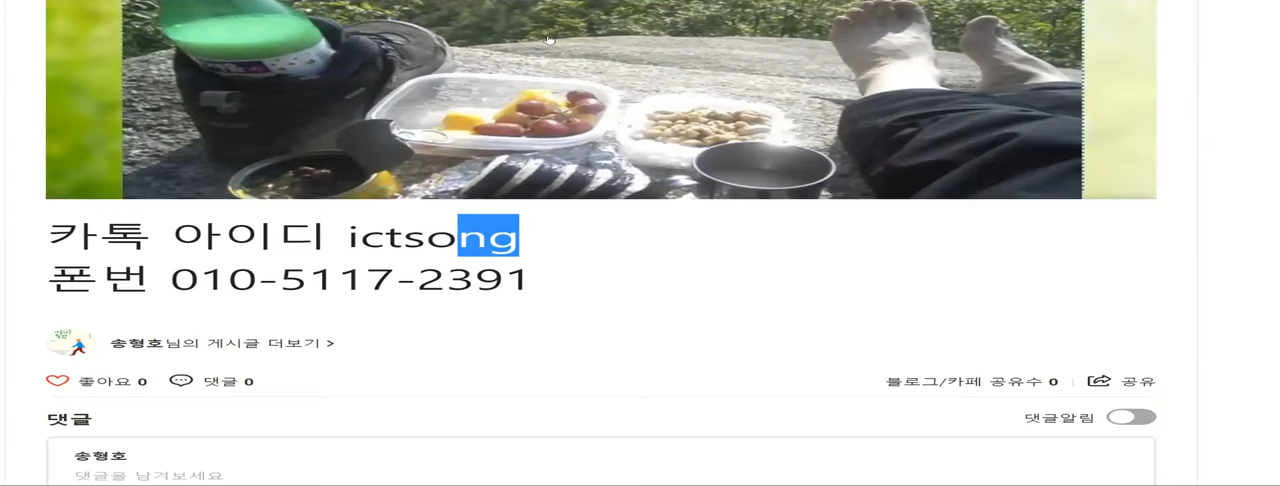 카톡 아이디 ictsong
폰번 010-5117-2391
송형호님의 게시글 더보기 >
좋아요 0 댓글 0 블로그/카페 공유수 0 공유
댓글 댓글알림
송형호
댓글을 남겨보세요